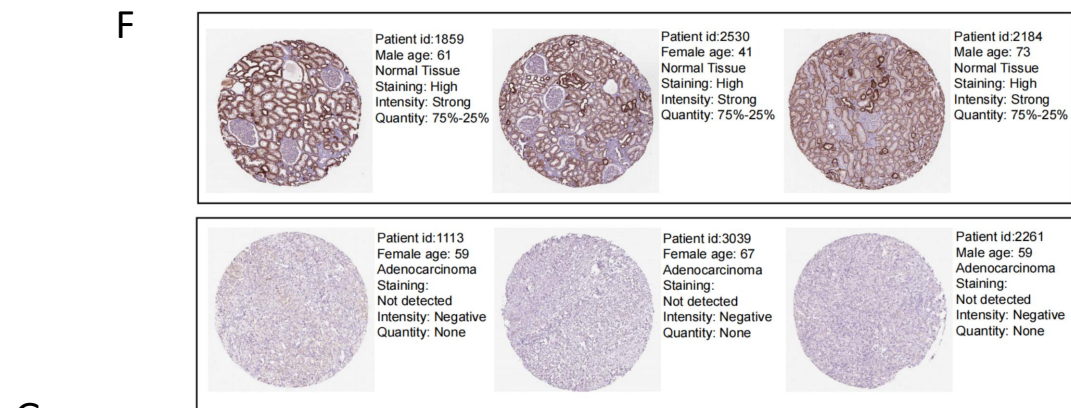 F
Patient id:1859
Male age: 61
Normal Tissue
Staining: High
Intensity: Strong
Quantity: 75%-25%
Patient id:2530
Female age: 41
Normal Tissue
Staining: High
Intensity: Strong
Quantity: 75%-25%
Patient id:2184
Male age: 73
Normal Tissue
Staining: High
Intensity: Strong
Quantity: 75%-25%
Patient id:1113
Female age: 59
Adenocarcinoma
Staining:
Not detected
Intensity: Negative
Quantity: None
Patient id:3039
Female age: 67
Adenocarcinoma
Staining:
Not detected
Intensity: Negative
Quantity: None
Patient id:2261
Male age: 59
Adenocarcinoma
Staining:
Not detected
Intensity: Negative
Quantity: None